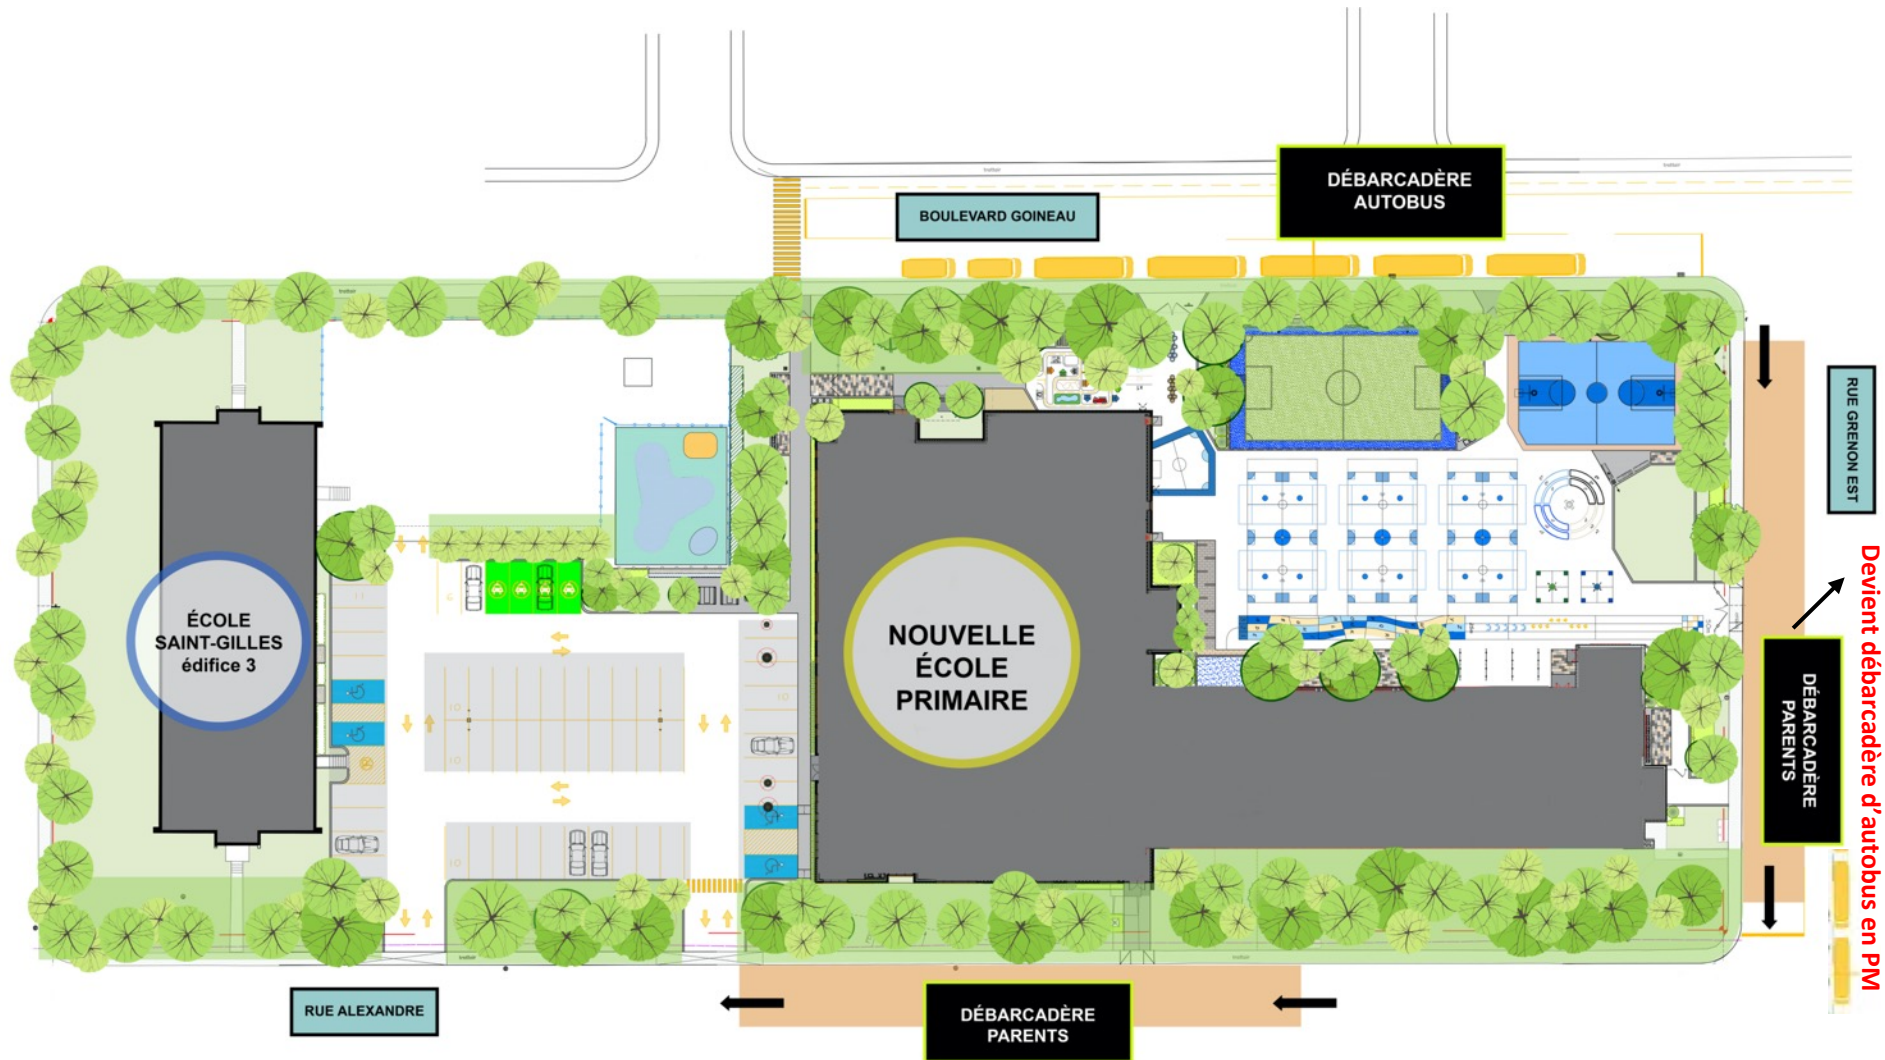 DÉBARCADÈRE
AUTOBUS
BOULEVARD GOINEAU
RUE GRENON EST
Devient débarcadère d'autobus en PM
ÉCOLE
SAINT-GILLES
édifice 3
NOUVELLE
ÉCOLE
PRIMAIRE
DÉBARCADÈRE
PARENTS
RUE ALEXANDRE
DÉBARCADÈRE
PARENTS